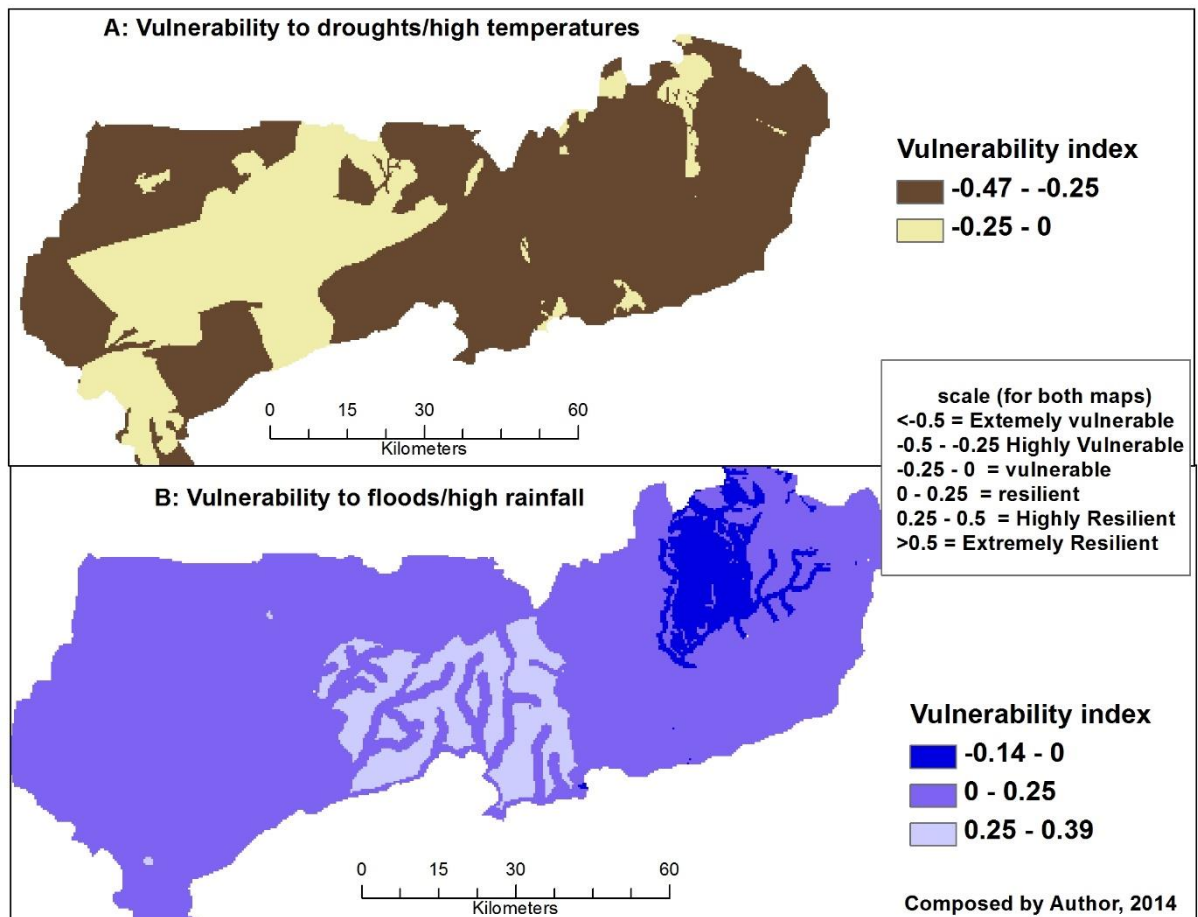 A: Vulnerability to droughts/high temperatures
Vulnerability index
-0.47 - -0.25
-0.25 - 0
0 15 30 60
Kilometers
scale (for both maps)
<-0.5 = Extemely vulnerable
-0.5 - -0.25 Highly Vulnerable
-0.25 - 0 = vulnerable
0 - 0.25 = resilient
0.25 - 0.5 = Highly Resilient
>0.5 = Extremely Resilient
B: Vulnerability to floods/high rainfall
Vulnerability index
-0.14 - 0
0 - 0.25
0.25 - 0.39
0 15 30 60
Kilometers
Composed by Author, 2014